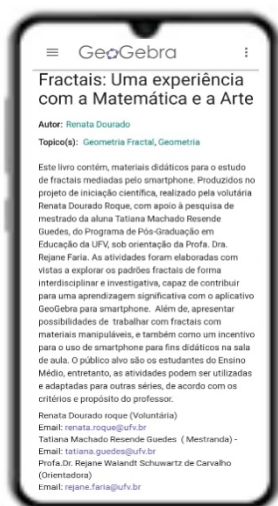 GeoGebra
Fractais: Uma experiência
com a Matemática e a Arte
Autor: Renata Dourado
Topico(s): Geometria Fractal, Geometria
Este livro contém, materiais didáticos para o estudo
de fractais mediadas pelo smartphone. Produzidos no
projeto de iniciação científica, realizado pela volutária
Renata Dourado Roque, com apoio à pesquisa de
mestrado da aluna Tatiana Machado Resende
Guedes, do Programa de Pós-Graduação em
Educação da UFV, sob orientação da Profa. Dra.
Rejane Faria. As atividades foram elaboradas com
vistas a explorar os padrões fractais de forma
interdisciplinar e investigativa, capaz de contribuir
para uma aprendizagem significativa com o aplicativo
GeoGebra para smartphone. Além de, apresentar
possibilidades de trabalhar com fractais com
materiais manipuláveis, e também como um incentivo
para o uso de smartphone para fins didáticos na sala
de aula. O público alvo são os estudantes do Ensino
Médio, entretanto, as atividades podem ser utilizadas
e adaptadas para outras séries, de acordo com os
critérios e propósito do professor.
Renata Dourado roque (Voluntária)
Email: renata.roque@ufv.br
Tatiana Machado Resende Guedes ( Mestranda) -
Email: tatiana.guedes@ufv.br
Profa.Dr. Rejane Waiandt Schuwartz de Carvalho
(Orientadora)
Email: rejane.faria@ufv.br